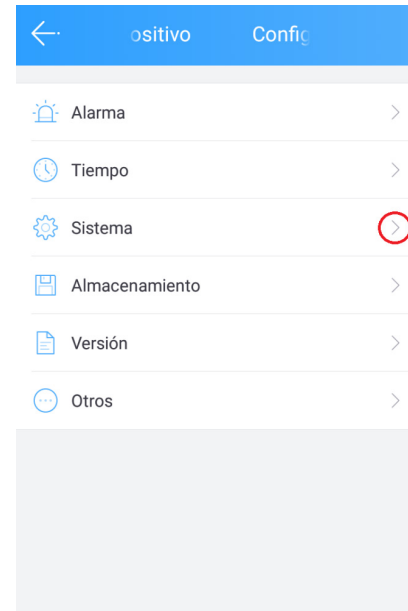 ositivo Config
Alarma
Tiempo
Sistema
Almacenamiento
Versión
Otros